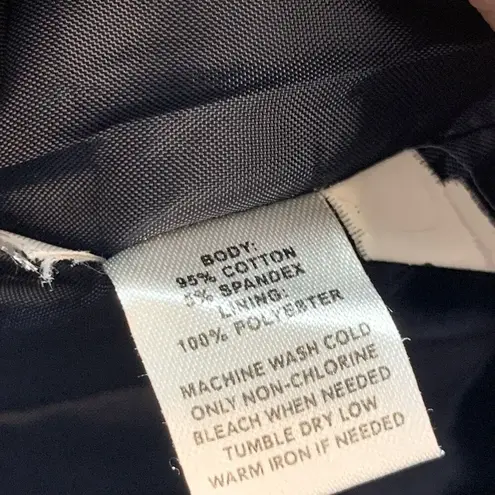 BODY:
95% COTTON
5% SPANDEX
LINING:
100% POLYESTER
MACHINE WASH COLD
ONLY NON-CHLORINE
BLEACH WHEN NEEDED
TUMBLE DRY LOW
WARM IRON IF NEEDED